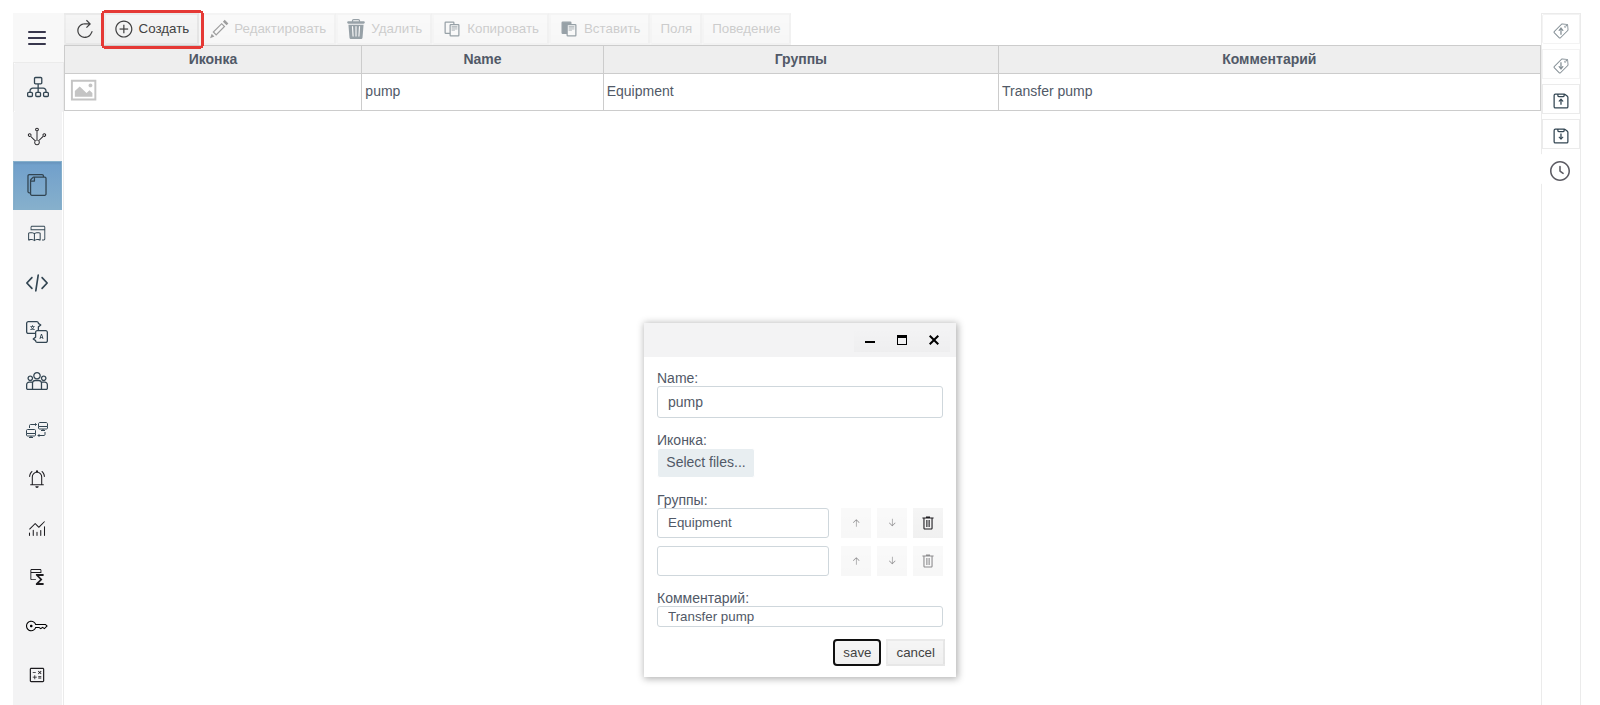 Создать Редактировать Удалить Копировать Вставить Поля Поведение
Иконка Name Группы Комментарий
pump Equipment Transfer pump
Name:
pump
Иконка:
Select files...
Группы:
Equipment
Комментарий:
Transfer pump
save cancel